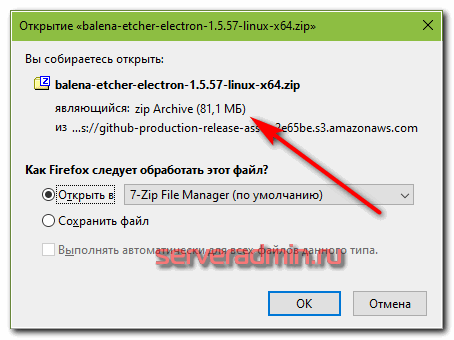 Открытие «balena-etcher-electron-1.5.57-linux-x64.zip»
Вы собираетесь открыть:
balena-etcher-electron-1.5.57-linux-x64.zip
являющийся: zip Archive (81,1 МБ)
из ...s://github-production-release-asset-2e65be.s3.amazonaws.com
Как Firefox следует обработать этот файл?
Открыть в 7-Zip File Manager (по умолчанию)
Сохранить файл
Выполнять автоматически для всех файлов данного типа.
serveradmin.ru
ОК Отмена